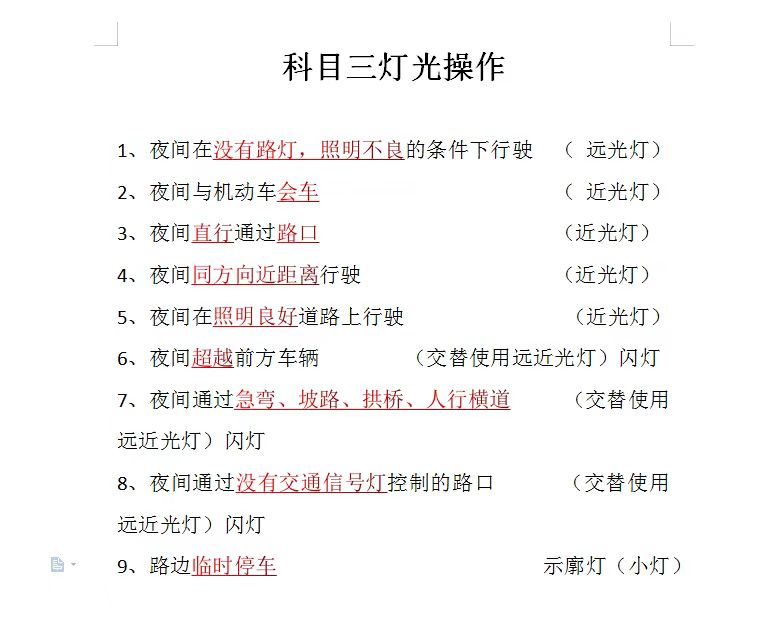 科目三灯光操作
1、夜间在没有路灯，照明不良的条件下行驶 （ 远光灯）
2、夜间与机动车会车 （ 近光灯）
3、夜间直行通过路口 （近光灯）
4、夜间同方向近距离行驶 （近光灯）
5、夜间在照明良好道路上行驶 （近光灯）
6、夜间超越前方车辆 （交替使用远近光灯）闪灯
7、夜间通过急弯、坡路、拱桥、人行横道 （交替使用
远近光灯）闪灯
8、夜间通过没有交通信号灯控制的路口 （交替使用
远近光灯）闪灯
9、路边临时停车 示廓灯（小灯）